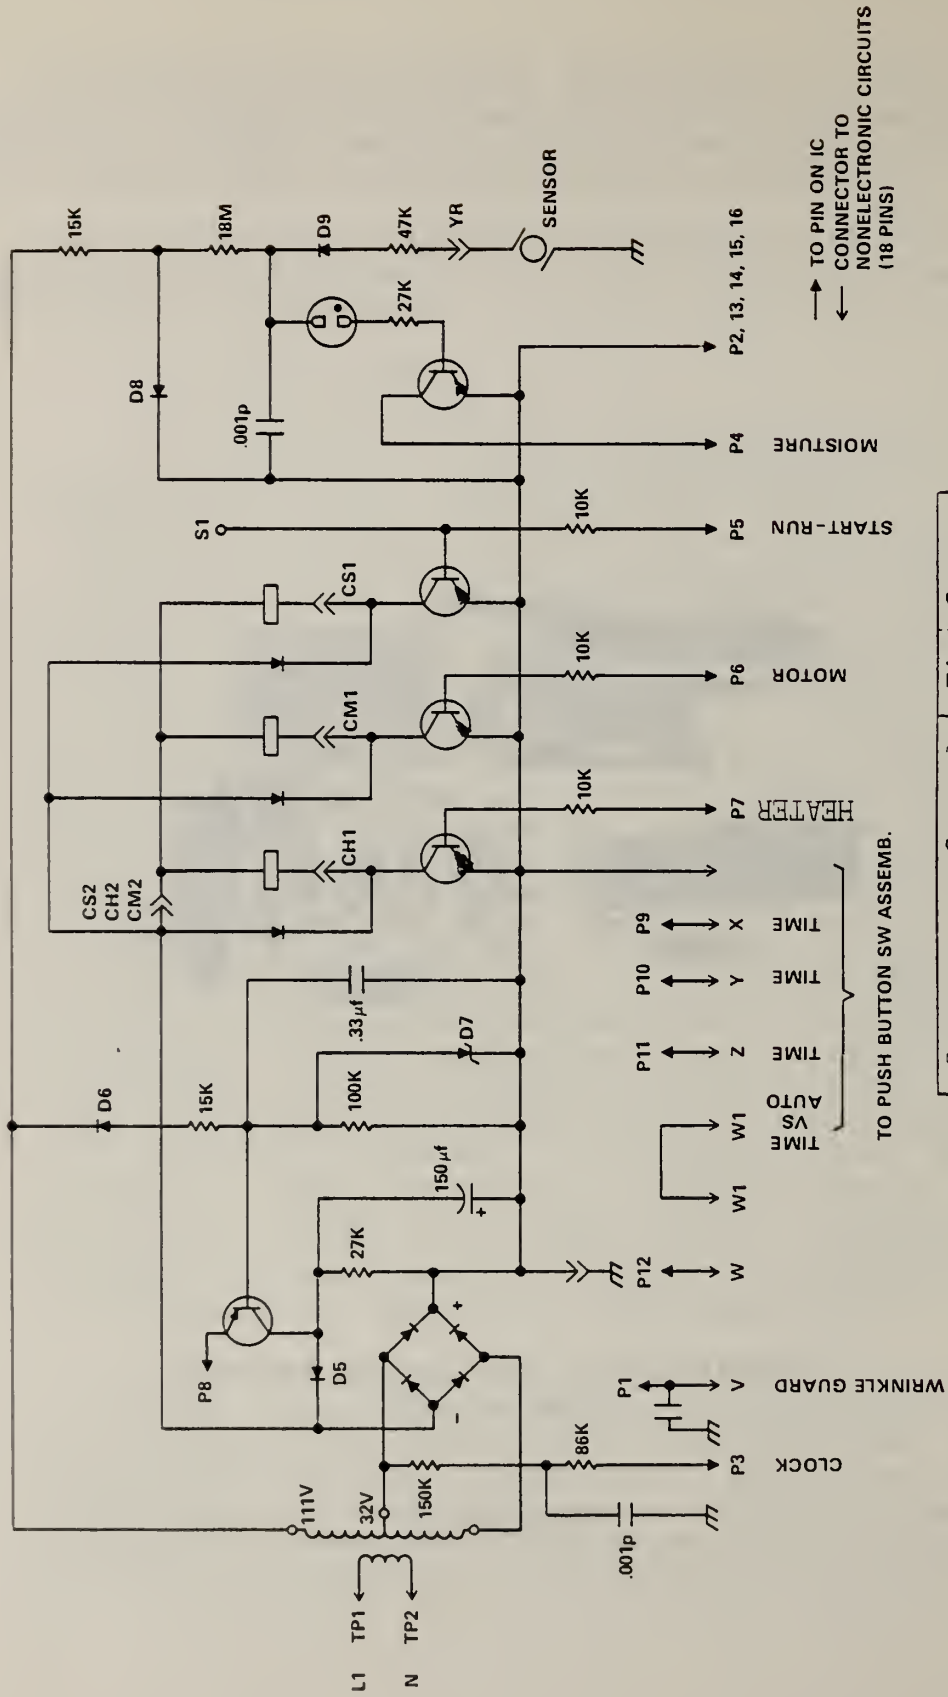 15K
D8
18M
.001p
D9
27K
47K
YR
SENSOR
P4
MOISTURE
P2, 13, 14, 15, 16
TO PIN ON IC
CONNECTOR TO
NONELECTRONIC CIRCUITS
(18 PINS)
S1
CS1
10K
P5
START-RUN
CM1
10K
P6
MOTOR
CS2
CH2
CM2
CH1
10K
P7
HEATER
D6
15K
.33µf
100K
D7
P9
X
TIME
P10
Y
TIME
P11
Z
TIME
W1
W1
TIME
VS
AUTO
TO PUSH BUTTON SW ASSEMB.
P8
D5
27K
150µf
+
+
-
P12
W
P1
V
WRINKLE GUARD
111V
32V
150K
86K
.001p
P3
CLOCK
L1 TP1
N TP2